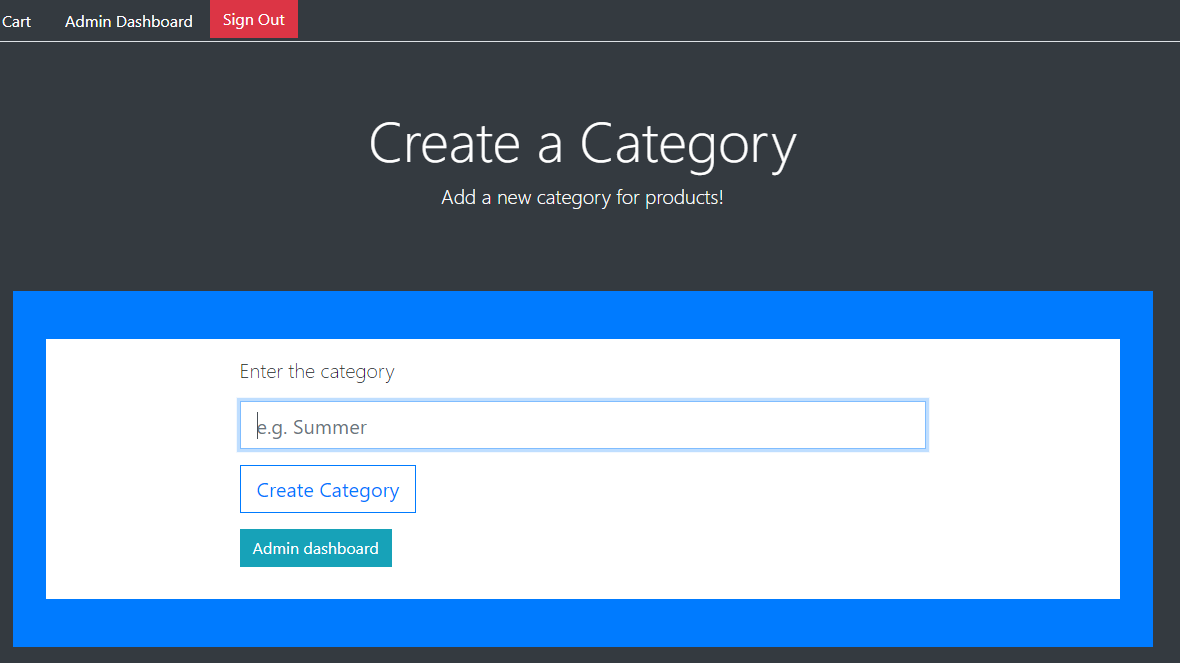 Cart Admin Dashboard Sign Out
Create a Category
Add a new category for products!
Enter the category
e.g. Summer
Create Category
Admin dashboard